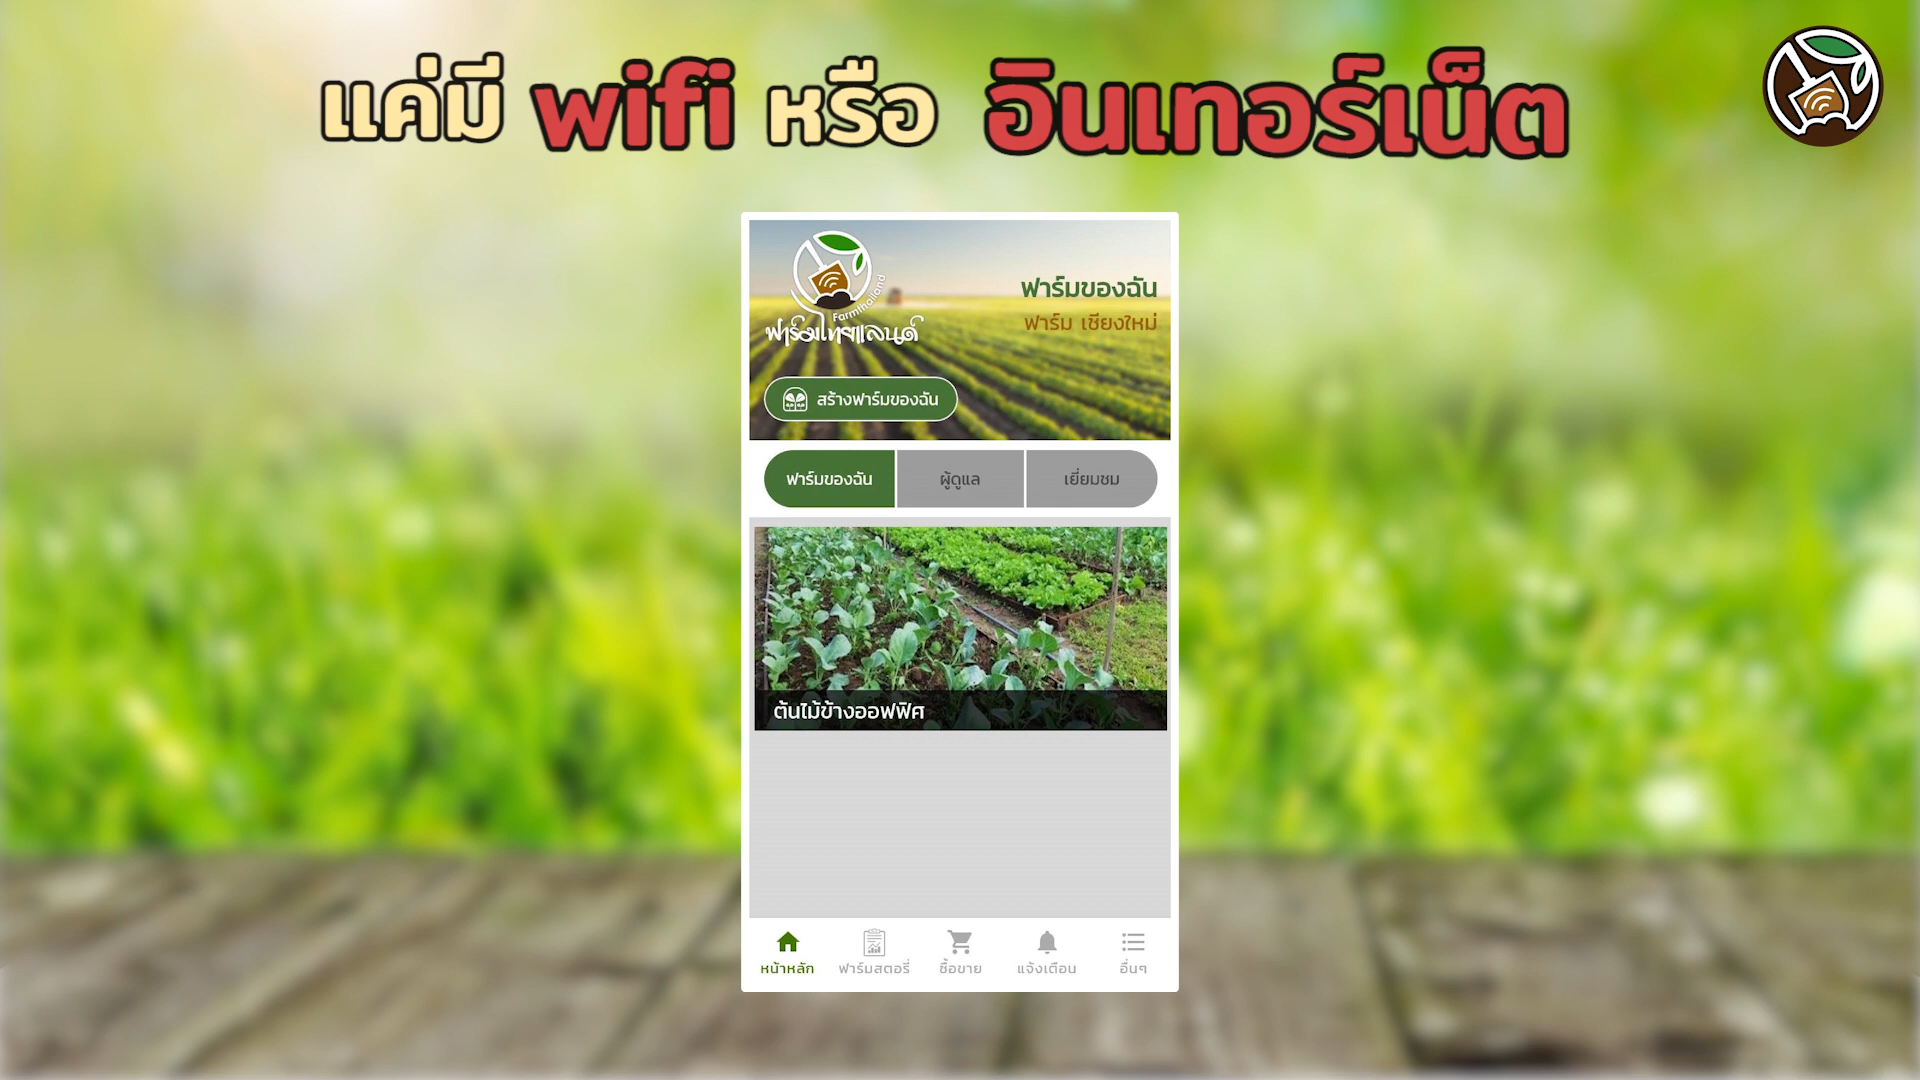 แค่มี wifi หรือ อินเทอร์เน็ต
Farmthailand
ฟาร์มไทยแลนด์
ฟาร์มของฉัน
ฟาร์ม เชียงใหม่
สร้างฟาร์มของฉัน
ฟาร์มของฉัน ผู้ดูแล เยี่ยมชม
ต้นไม้ข้างออฟฟิศ
หน้าหลัก ฟาร์มสตอรี่ ซื้อขาย แจ้งเตือน อื่นๆ